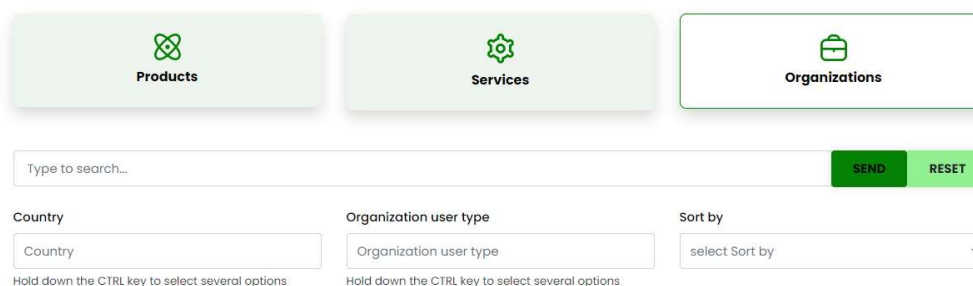 Products Services Organizations
Type to search... SEND RESET
Country Organization user type Sort by
Country Organization user type select Sort by
Hold down the CTRL key to select several options Hold down the CTRL key to select several options